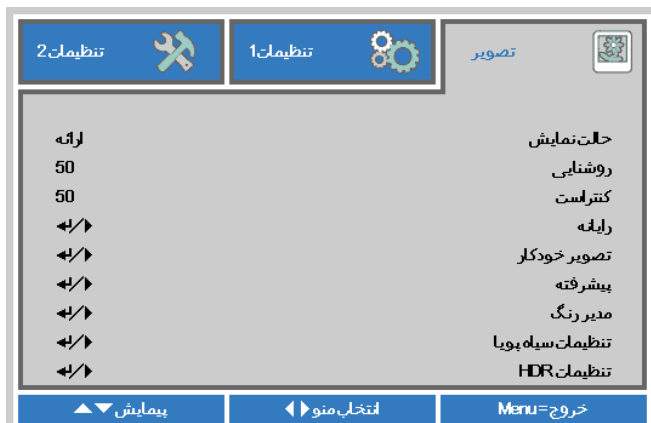 تصویر
تنظیمات1
تنظیمات2
حالت نمایش
ارائه
روشنایی
50
کنتراست
50
رایانه
تصویر خودکار
پیشرفته
مدیر رنگ
تنظیمات سیاه پویا
تنظیمات HDR
خروج=Menu
انتخاب منو
پیمایش